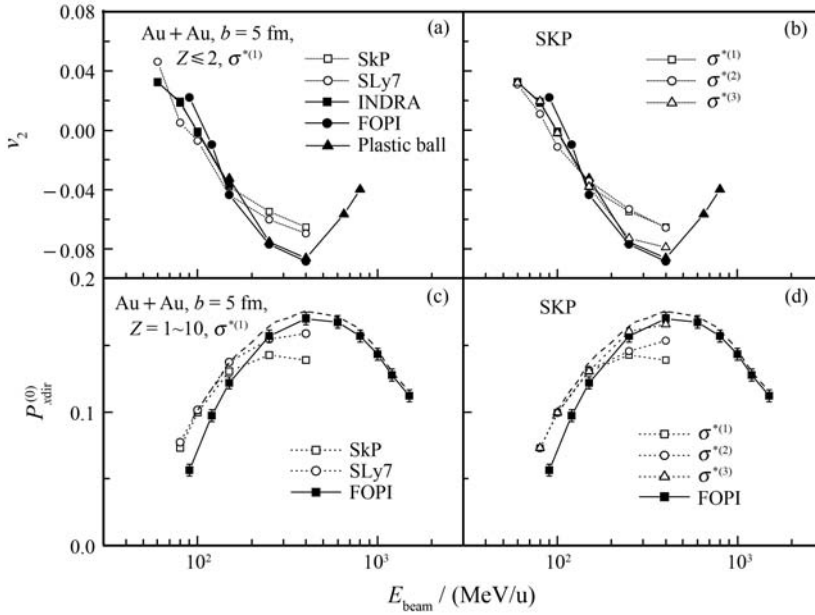 (a)
Au + Au, b = 5 fm,
Z ⩽ 2, σ*(1)
SkP
SLy7
INDRA
FOPI
Plastic ball
(b)
SKP
σ*(1)
σ*(2)
σ*(3)
0.08
0.04
0.00
−0.04
−0.08
v₂
(c)
Au + Au, b = 5 fm,
Z = 1~10, σ*(1)
SkP
SLy7
FOPI
(d)
SKP
σ*(1)
σ*(2)
σ*(3)
FOPI
0.2
0.1
0.0
P(0)xdir
10² 10³ 10² 10³
E_beam / (MeV/u)